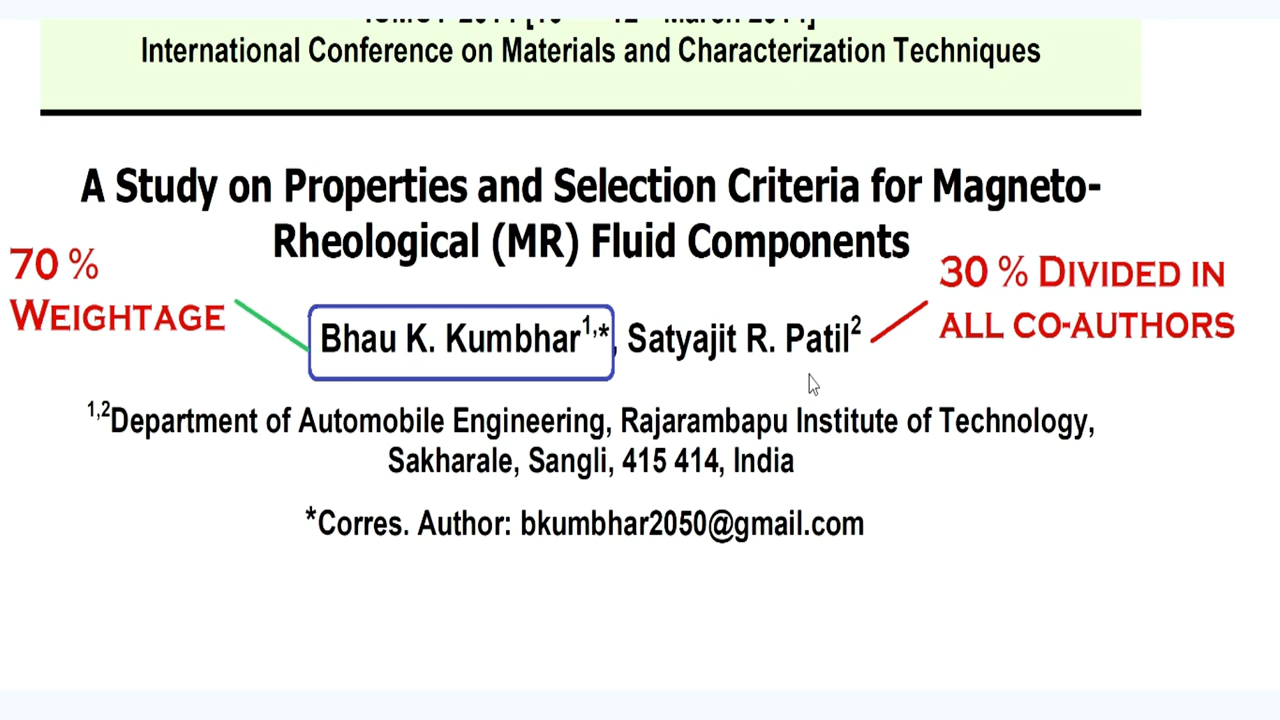 International Conference on Materials and Characterization Techniques
A Study on Properties and Selection Criteria for Magneto-
Rheological (MR) Fluid Components
70 %
WEIGHTAGE
30 % DIVIDED IN
ALL CO-AUTHORS
Bhau K. Kumbhar1,*, Satyajit R. Patil2
1,2Department of Automobile Engineering, Rajarambapu Institute of Technology,
Sakharale, Sangli, 415 414, India
*Corres. Author: bkumbhar2050@gmail.com